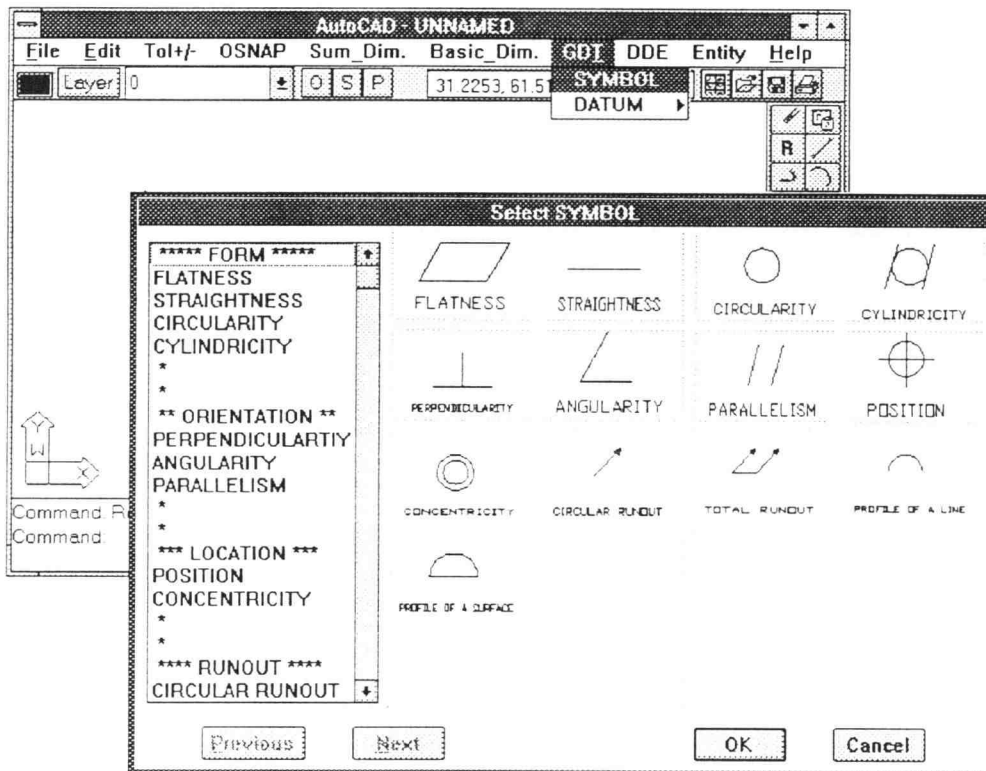 AutoCAD - UNNAMED
File Edit Tol+/- OSNAP Sum_Dim. Basic_Dim. GDT DDE Entity Help
Layer 0 O S P 31.2253, 61.51
SYMBOL
DATUM
R
Select SYMBOL
***** FORM *****
FLATNESS
STRAIGHTNESS
CIRCULARITY
CYLINDRICITY
*
*
** ORIENTATION **
PERPENDICULARTIY
ANGULARITY
PARALLELISM
*
*
*** LOCATION ***
POSITION
CONCENTRICITY
*
*
**** RUNOUT ****
CIRCULAR RUNOUT
FLATNESS STRAIGHTNESS CIRCULARITY CYLINDRICITY
PERPENDICULARITY ANGULARITY PARALLELISM POSITION
CONCENTRICITY CIRCULAR RUNOUT TOTAL RUNOUT PROFILE OF A LINE
PROFILE OF A SURFACE
Y
W
X
Command:
Command:
Previous Next OK Cancel